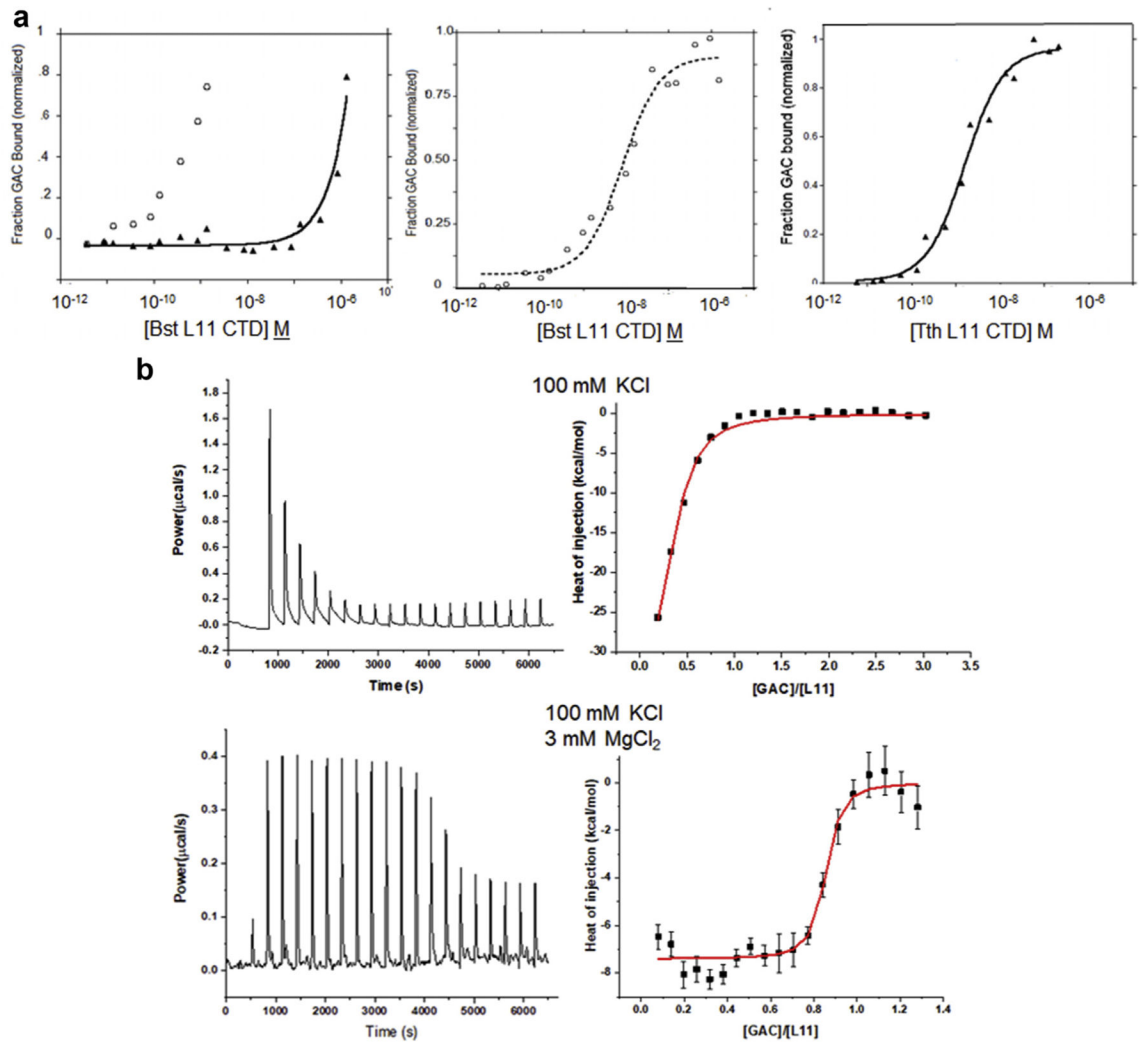 a
1
.8
.6
.4
.2
0
Fraction GAC Bound (normalized)
10-12 10-10 10-8 10-6 10
[Bst L11 CTD] M
1.0
0.75
0.50
0.25
0
Fraction GAC Bound (normalized)
10-12 10-10 10-8 10-6 10-4
[Bst L11 CTD] M
1
0.8
0.6
0.4
0.2
0
Fraction GAC bound (normalized)
10-12 10-10 10-8 10-6
[Tth L11 CTD] M
b
100 mM KCl
1.8
1.6
1.4
1.2
1.0
0.8
0.6
0.4
0.2
-0.0
-0.2
Power(μcal/s)
0 1000 2000 3000 4000 5000 6000
Time (s)
0
-5
-10
-15
-20
-25
-30
Heat of injection (kcal/mol)
0.0 0.5 1.0 1.5 2.0 2.5 3.0
[GAC]/[L11]
100 mM KCl
3 mM MgCl2
0.4
0.3
0.2
0.1
0.0
Power(μcal/s)
0 1000 2000 3000 4000 5000 6000
Time (s)
0
-2
-4
-6
-8
Heat of injection (kcal/mol)
0.0 0.2 0.4 0.6 0.8 1.0 1.2 1.4
[GAC]/[L11]